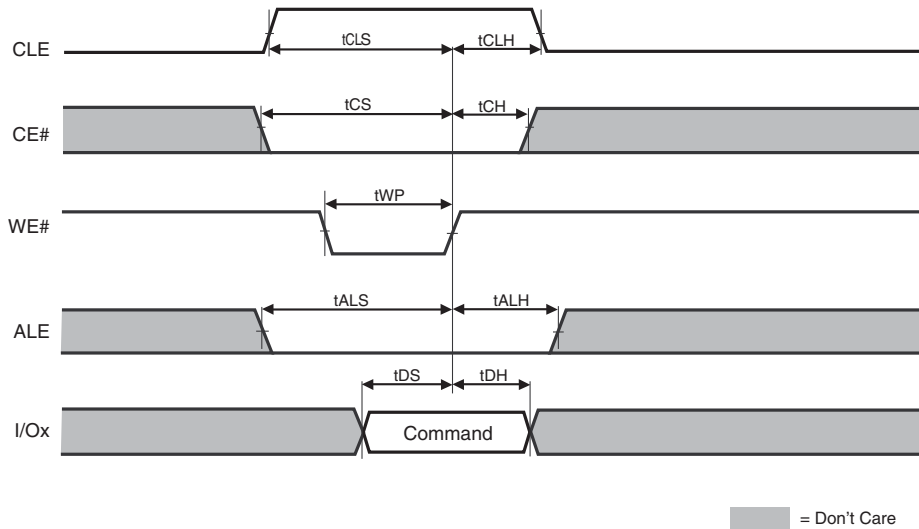 CLE
tCLS
tCLH
CE#
tCS
tCH
WE#
tWP
ALE
tALS
tALH
I/Ox
tDS
tDH
Command
= Don't Care